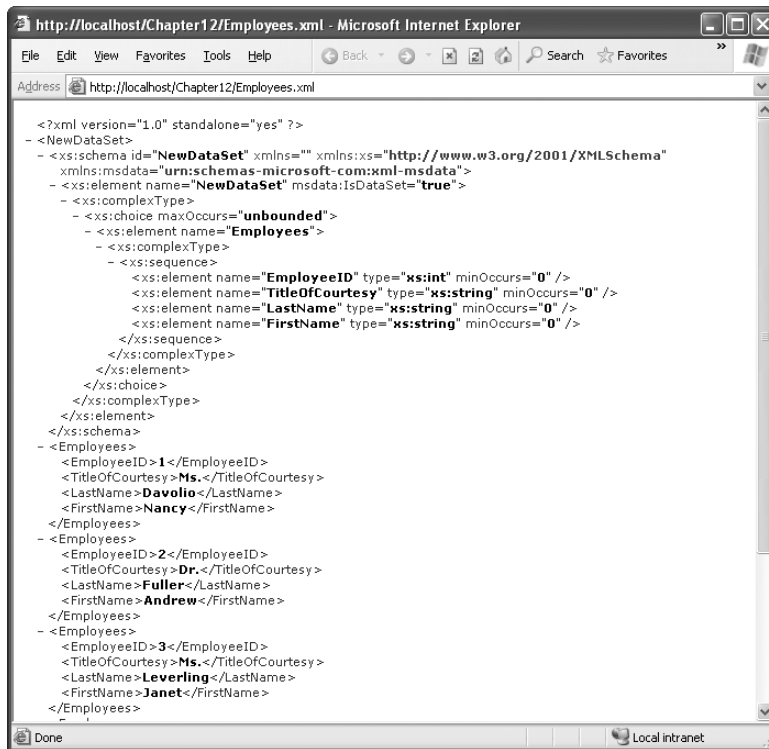 http://localhost/Chapter12/Employees.xml - Microsoft Internet Explorer
File Edit View Favorites Tools Help Back Search Favorites »
Address http://localhost/Chapter12/Employees.xml
<?xml version="1.0" standalone="yes" ?>
- <NewDataSet>
- <xs:schema id="NewDataSet" xmlns="" xmlns:xs="http://www.w3.org/2001/XMLSchema"
xmlns:msdata="urn:schemas-microsoft-com:xml-msdata">
- <xs:element name="NewDataSet" msdata:IsDataSet="true">
- <xs:complexType>
- <xs:choice maxOccurs="unbounded">
- <xs:element name="Employees">
- <xs:complexType>
- <xs:sequence>
<xs:element name="EmployeeID" type="xs:int" minOccurs="0" />
<xs:element name="TitleOfCourtesy" type="xs:string" minOccurs="0" />
<xs:element name="LastName" type="xs:string" minOccurs="0" />
<xs:element name="FirstName" type="xs:string" minOccurs="0" />
</xs:sequence>
</xs:complexType>
</xs:element>
</xs:choice>
</xs:complexType>
</xs:element>
</xs:schema>
- <Employees>
<EmployeeID>1</EmployeeID>
<TitleOfCourtesy>Ms.</TitleOfCourtesy>
<LastName>Davolio</LastName>
<FirstName>Nancy</FirstName>
</Employees>
- <Employees>
<EmployeeID>2</EmployeeID>
<TitleOfCourtesy>Dr.</TitleOfCourtesy>
<LastName>Fuller</LastName>
<FirstName>Andrew</FirstName>
</Employees>
- <Employees>
<EmployeeID>3</EmployeeID>
<TitleOfCourtesy>Ms.</TitleOfCourtesy>
<LastName>Leverling</LastName>
<FirstName>Janet</FirstName>
</Employees>
Done Local intranet